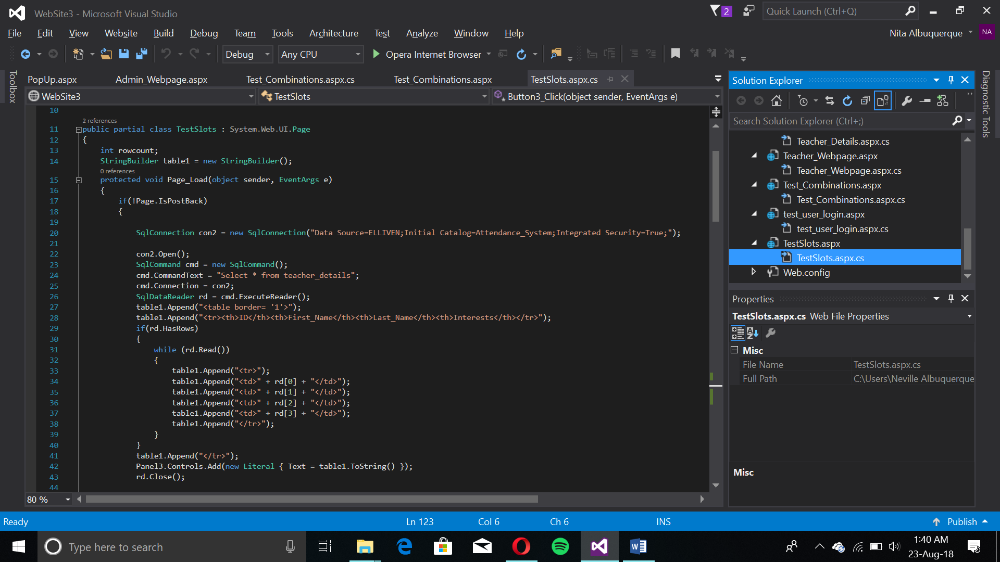 WebSite3 - Microsoft Visual Studio
2
Quick Launch (Ctrl+Q)
File Edit View Website Build Debug Team Tools Architecture Test Analyze Window Help
Nita Albuquerque NA
Debug Any CPU Opera Internet Browser
Toolbox
PopUp.aspx Admin_Webpage.aspx Test_Combinations.aspx.cs Test_Combinations.aspx TestSlots.aspx.cs
WebSite3 TestSlots Button3_Click(object sender, EventArgs e)
10
2 references
11 public partial class TestSlots : System.Web.UI.Page
12 {
13 int rowcount;
14 StringBuilder table1 = new StringBuilder();
0 references
15 protected void Page_Load(object sender, EventArgs e)
16 {
17 if(!Page.IsPostBack)
18 {
19
20 SqlConnection con2 = new SqlConnection("Data Source=ELLIVEN;Initial Catalog=Attendance_System;Integrated Security=True;");
21
22 con2.Open();
23 SqlCommand cmd = new SqlCommand();
24 cmd.CommandText = "Select * from teacher_details";
25 cmd.Connection = con2;
26 SqlDataReader rd = cmd.ExecuteReader();
27 table1.Append("<table border= '1'>");
28 table1.Append("<tr><th>ID</th><th>First_Name</th><th>Last_Name</th><th>Interests</th></tr>");
29 if(rd.HasRows)
30 {
31 while (rd.Read())
32 {
33 table1.Append("<tr>");
34 table1.Append("<td>" + rd[0] + "</td>");
35 table1.Append("<td>" + rd[1] + "</td>");
36 table1.Append("<td>" + rd[2] + "</td>");
37 table1.Append("<td>" + rd[3] + "</td>");
38 table1.Append("</tr>");
39 }
40 }
41 table1.Append("</tr>");
42 Panel3.Controls.Add(new Literal { Text = table1.ToString() });
43 rd.Close();
44
80 %
Solution Explorer
Search Solution Explorer (Ctrl+;)
Teacher_Details.aspx.cs
Teacher_Webpage.aspx
Teacher_Webpage.aspx.cs
Test_Combinations.aspx
Test_Combinations.aspx.cs
test_user_login.aspx
test_user_login.aspx.cs
TestSlots.aspx
TestSlots.aspx.cs
Web.config
Properties
TestSlots.aspx.cs Web File Properties
Misc
File Name TestSlots.aspx.cs
Full Path C:\Users\Neville Albuquerque
Misc
Diagnostic Tools
Ready Ln 123 Col 6 Ch 6 INS Publish
Type here to search
1:40 AM
23-Aug-18